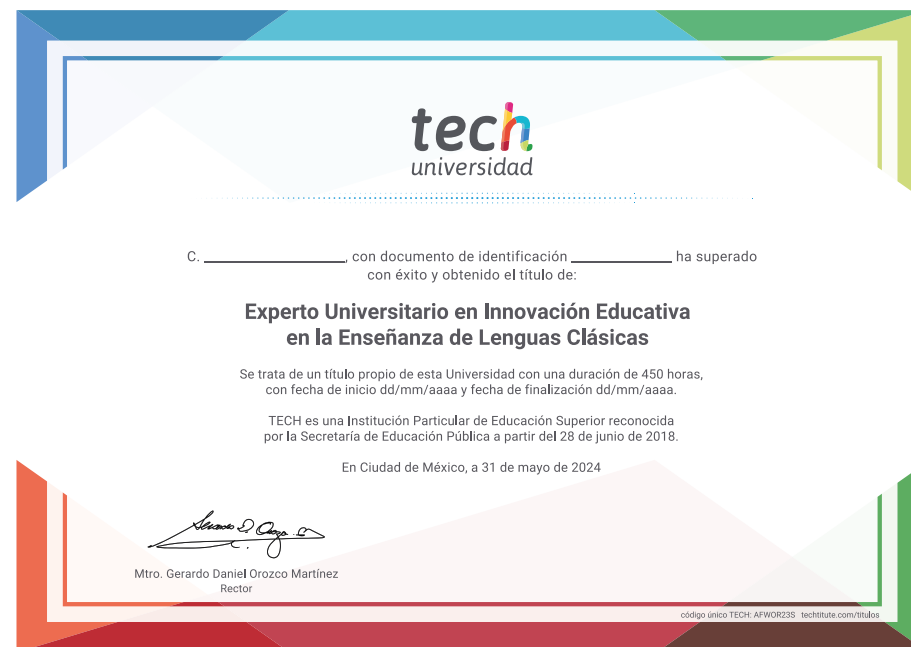 tech
universidad
C. ____________, con documento de identificación ____________ ha superado
con éxito y obtenido el título de:
Experto Universitario en Innovación Educativa
en la Enseñanza de Lenguas Clásicas
Se trata de un título propio de esta Universidad con una duración de 450 horas,
con fecha de inicio dd/mm/aaaa y fecha de finalización dd/mm/aaaa.
TECH es una Institución Particular de Educación Superior reconocida
por la Secretaría de Educación Pública a partir del 28 de junio de 2018.
En Ciudad de México, a 31 de mayo de 2024
Mtro. Gerardo Daniel Orozco Martínez
Rector
código único TECH: AFWOR23S techtitute.com/titulos